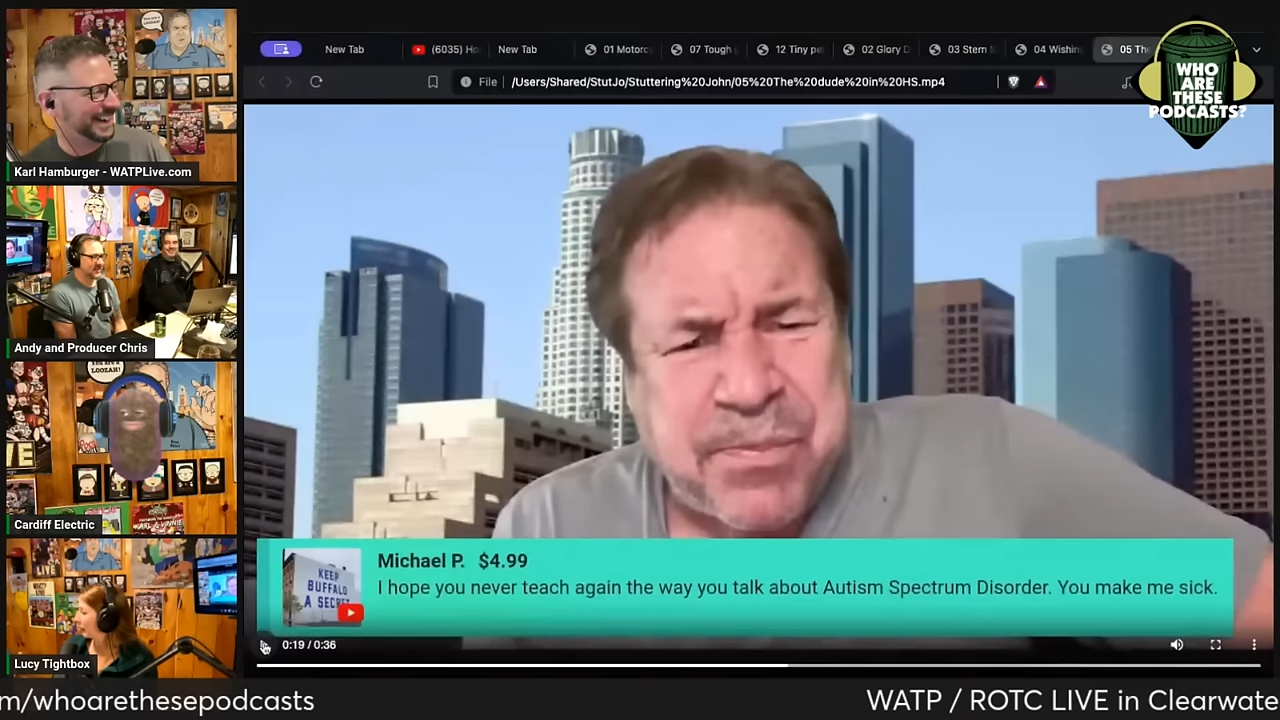 Karl Hamburger - WATPLive.com
Andy and Producer Chris
YOU ARE A
LOOZAH!
Cardiff Electric
Lucy Tightbox
New Tab
(6035) Ho
New Tab
01 Motorc
07 Tough
12 Tiny pe
02 Glory D
03 Stern
04 Wishin
05 The
File
/Users/Shared/StutJo/Stuttering%20John/05%20The%20dude%20in%20HS.mp4
WHO
ARE
THESE
PODCASTS?
KEEP
BUFFALO
A SECRET
Michael P. $4.99
I hope you never teach again the way you talk about Autism Spectrum Disorder. You make me sick.
0:19 / 0:36
m/whoarethesepodcasts
WATP / ROTC LIVE in Clearwate